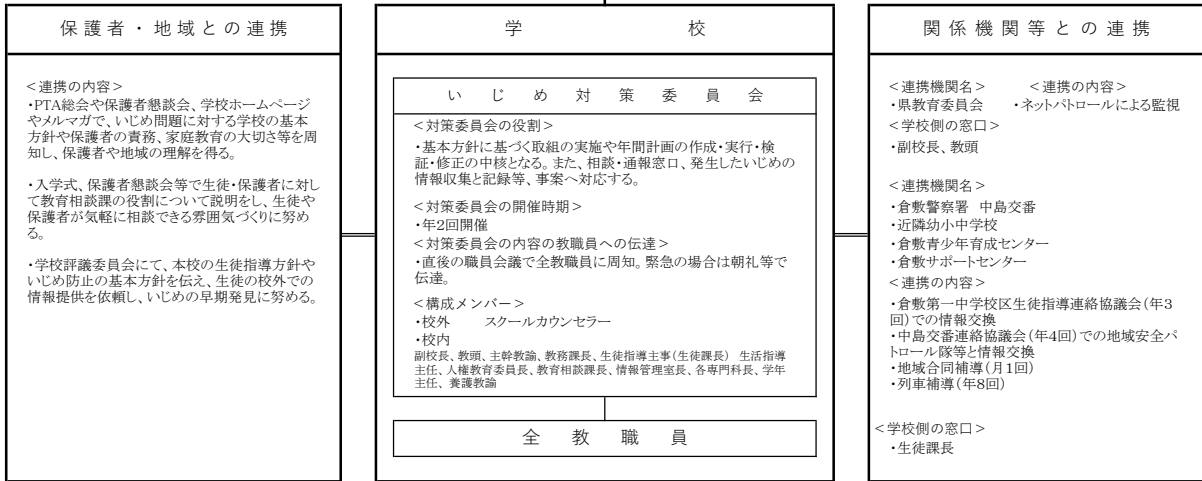 保護者・地域との連携
＜連携の内容＞
・PTA総会や保護者懇談会、学校ホームページ
やメルマガで、いじめ問題に対する学校の基本
方針や保護者の責務、家庭教育の大切さ等を周
知し、保護者や地域の理解を得る。
・入学式、保護者懇談会等で生徒・保護者に対し
て教育相談課の役割について説明をし、生徒や
保護者が気軽に相談できる雰囲気づくりに努め
る。
・学校評議委員会にて、本校の生徒指導方針や
いじめ防止の基本方針を伝え、生徒の校外での
情報提供を依頼し、いじめの早期発見に努める。
学校
いじめ対策委員会
＜対策委員会の役割＞
・基本方針に基づく取組の実施や年間計画の作成・実行・検
証・修正の中核となる。また、相談・通報窓口、発生したいじめの
情報収集と記録等、事案へ対応する。
＜対策委員会の開催時期＞
・年2回開催
＜対策委員会の内容の教職員への伝達＞
・直後の職員会議で全教職員に周知。緊急の場合は朝礼等で
伝達。
＜構成メンバー＞
・校外　スクールカウンセラー
・校内
副校長、教頭、主幹教諭、教務課長、生徒指導主事(生徒課長) 生活指導
主任、人権教育委員長、教育相談課長、情報管理室長、各専門科長、学年
主任、養護教諭
全教職員
関係機関等との連携
＜連携機関名＞　＜連携の内容＞
・県教育委員会　・ネットパトロールによる監視
＜学校側の窓口＞
・副校長、教頭
＜連携機関名＞
・倉敷警察署 中島交番
・近隣幼小中学校
・倉敷青少年育成センター
・倉敷サポートセンター
＜連携の内容＞
・倉敷第一中学校区生徒指導連絡協議会(年3
回)での情報交換
・中島交番連絡協議会(年4回)での地域安全パ
トロール隊等と情報交換
・地域合同補導(月1回)
・列車補導(年8回)
＜学校側の窓口＞
・生徒課長